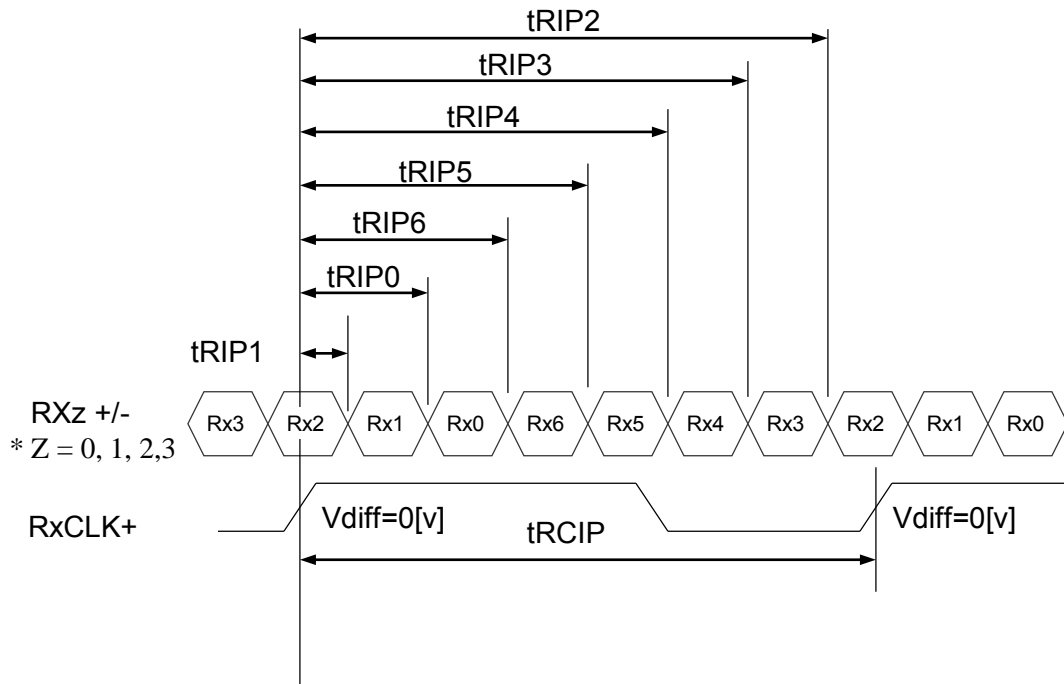 tRIP2
tRIP3
tRIP4
tRIP5
tRIP6
tRIP0
tRIP1
RXz +/-
* Z = 0, 1, 2,3
Rx3 Rx2 Rx1 Rx0 Rx6 Rx5 Rx4 Rx3 Rx2 Rx1 Rx0
RxCLK+
Vdiff=0[v] Vdiff=0[v]
tRCIP